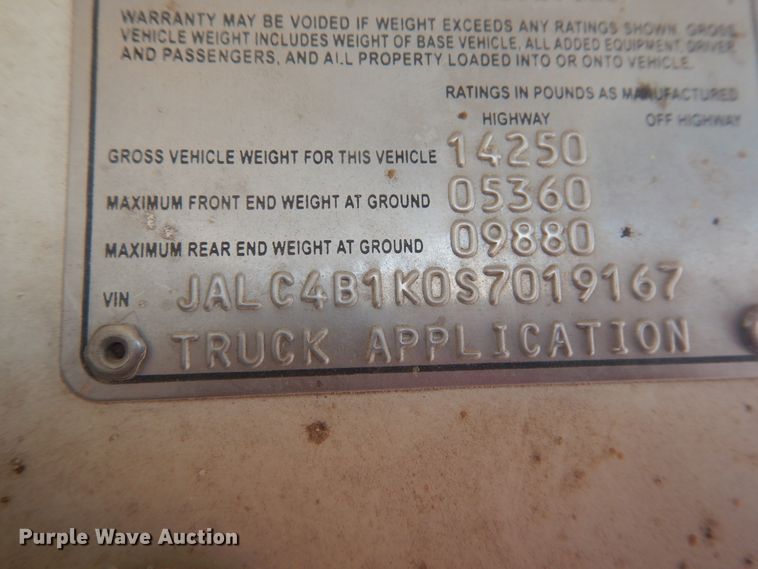 WARRANTY MAY BE VOIDED IF WEIGHT EXCEEDS ANY RATINGS SHOWN. GROSS
VEHICLE WEIGHT INCLUDES WEIGHT OF BASE VEHICLE, ALL ADDED EQUIPMENT, DRIVER
AND PASSENGERS, AND ALL PROPERTY LOADED INTO OR ONTO VEHICLE.
RATINGS IN POUNDS AS MANUFACTURED
HIGHWAY OFF HIGHWAY
GROSS VEHICLE WEIGHT FOR THIS VEHICLE 14250
MAXIMUM FRONT END WEIGHT AT GROUND 05360
MAXIMUM REAR END WEIGHT AT GROUND 09880
VIN JALC4B1K0S7019167
TRUCK APPLICATION
Purple Wave Auction